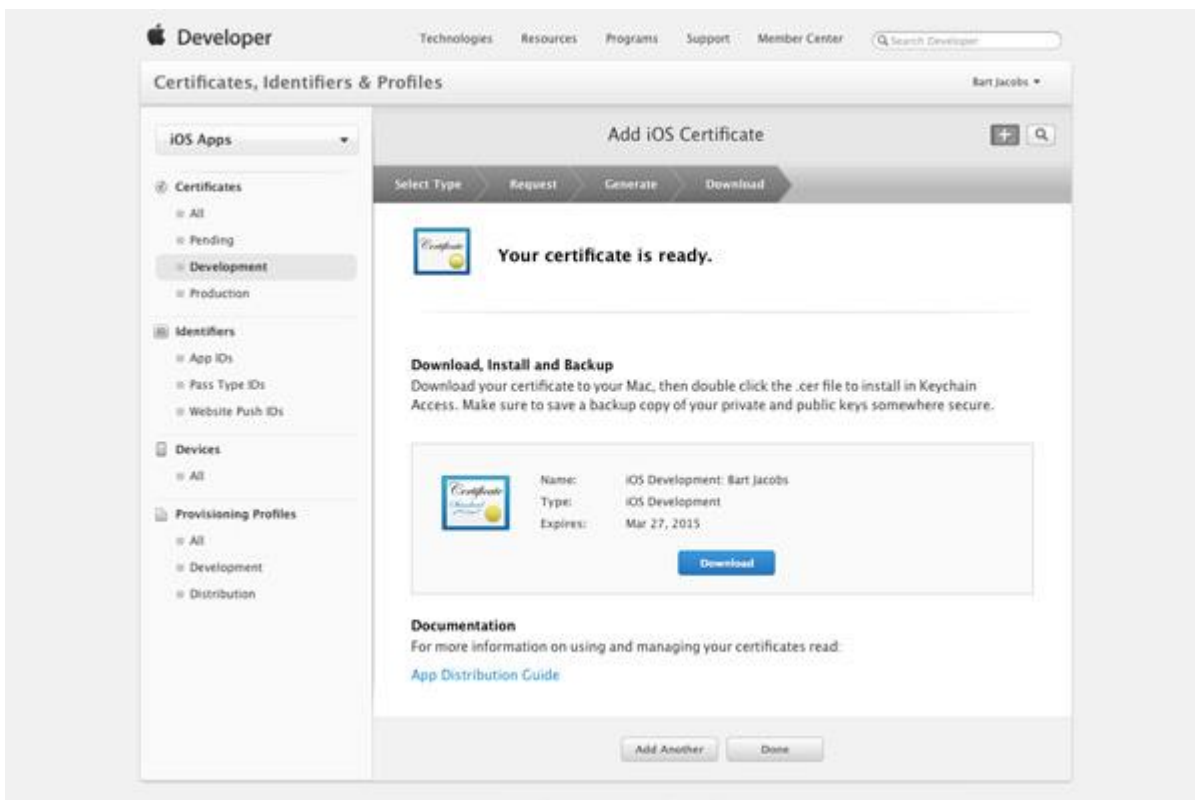 Developer
Technologies Resources Programs Support Member Center Search Developer
Certificates, Identifiers & Profiles
Bart Jacobs
iOS Apps
Add iOS Certificate
Select Type Request Generate Download
Certificates
All
Pending
Development
Production
Identifiers
App IDs
Pass Type IDs
Website Push IDs
Devices
All
Provisioning Profiles
All
Development
Distribution
Certificate
Your certificate is ready.
Download, Install and Backup
Download your certificate to your Mac, then double click the .cer file to install in Keychain
Access. Make sure to save a backup copy of your private and public keys somewhere secure.
Certificate
Standard
Name: iOS Development: Bart Jacobs
Type: iOS Development
Expires: Mar 27, 2015
Download
Documentation
For more information on using and managing your certificates read:
App Distribution Guide
Add Another Done